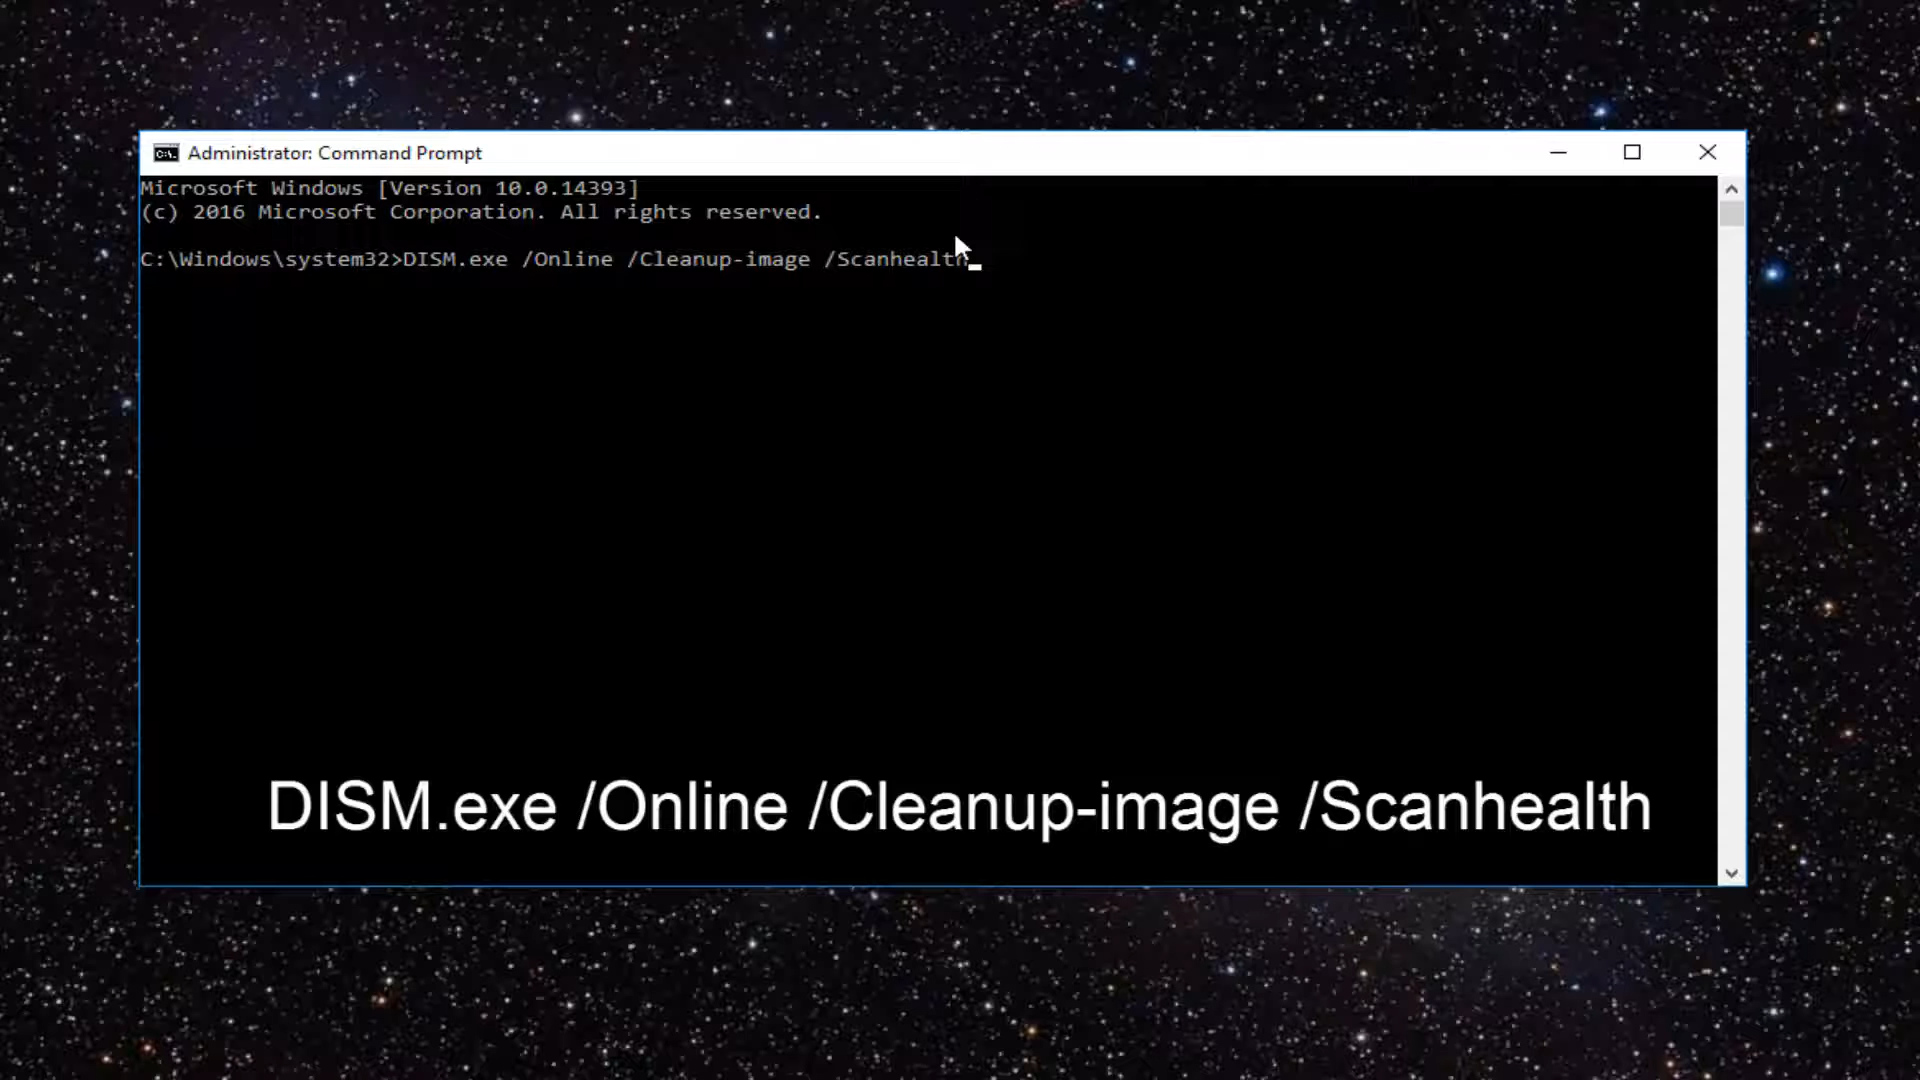 Administrator: Command Prompt
Microsoft Windows [Version 10.0.14393]
(c) 2016 Microsoft Corporation. All rights reserved.
C:\Windows\system32>DISM.exe /Online /Cleanup-image /Scanhealth
DISM.exe /Online /Cleanup-image /Scanhealth